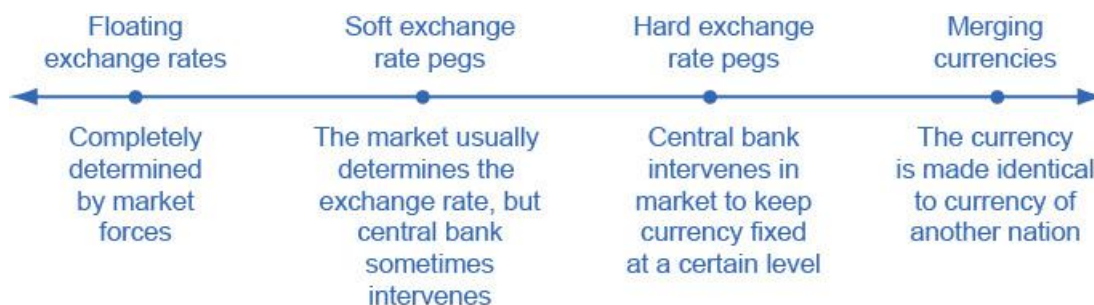 Floating
exchange rates
Soft exchange
rate pegs
Hard exchange
rate pegs
Merging
currencies
Completely
determined
by market
forces
The market usually
determines the
exchange rate, but
central bank
sometimes
intervenes
Central bank
intervenes in
market to keep
currency fixed
at a certain level
The currency
is made identical
to currency of
another nation